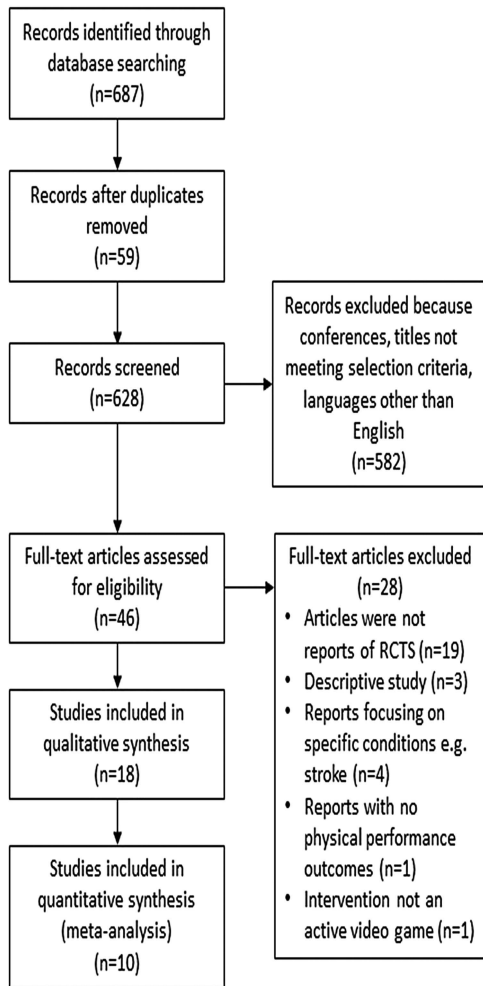 Records identified through
database searching
(n=687)
Records after duplicates
removed
(n=59)
Records screened
(n=628)
Records excluded because
conferences, titles not
meeting selection criteria,
languages other than
English
(n=582)
Full-text articles assessed
for eligibility
(n=46)
Full-text articles excluded
(n=28)
• Articles were not
reports of RCTS (n=19)
• Descriptive study (n=3)
• Reports focusing on
specific conditions e.g.
stroke (n=4)
• Reports with no
physical performance
outcomes (n=1)
• Intervention not an
active video game (n=1)
Studies included in
qualitative synthesis
(n=18)
Studies included in
quantitative synthesis
(meta-analysis)
(n=10)